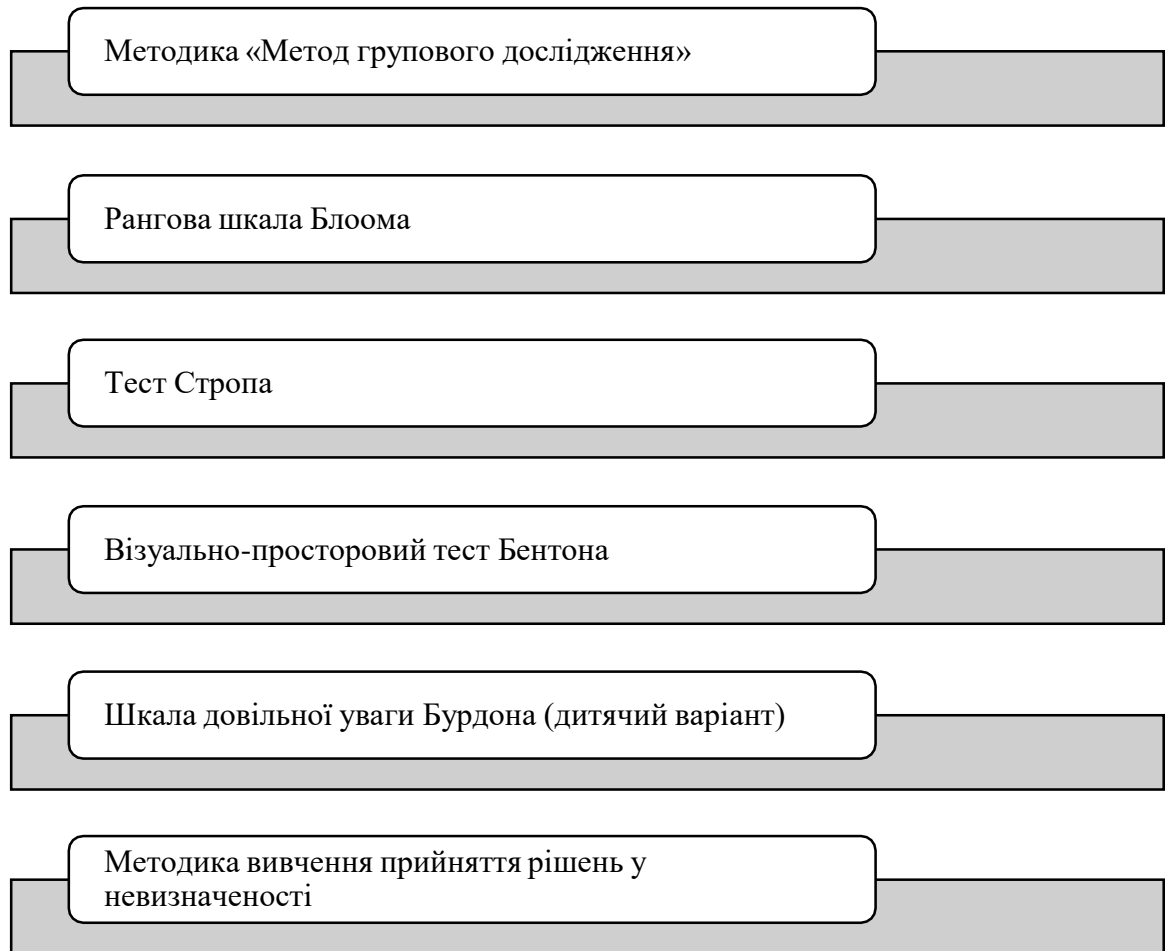 Методика «Метод групового дослідження»
Рангова шкала Блоома
Тест Стропа
Візуально-просторовий тест Бентона
Шкала довільної уваги Бурдона (дитячий варіант)
Методика вивчення прийняття рішень у
невизначеності